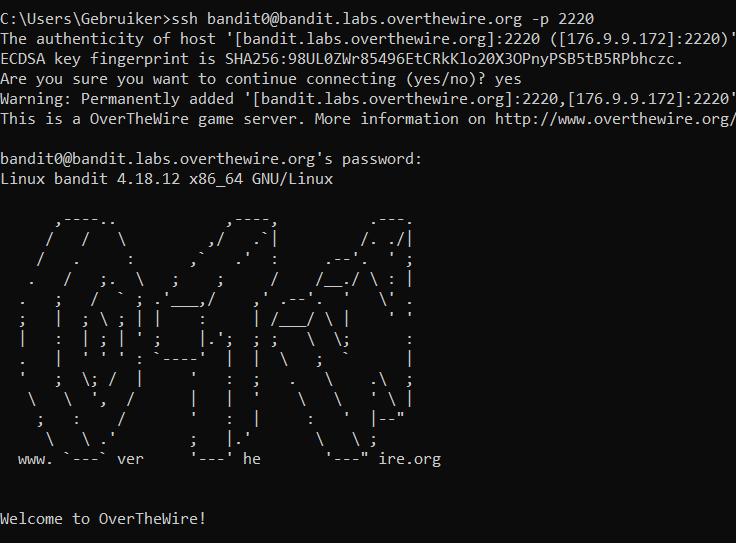 C:\Users\Gebruiker>ssh bandit0@bandit.labs.overthewire.org -p 2220
The authenticity of host '[bandit.labs.overthewire.org]:2220 ([176.9.9.172]:2220)'
ECDSA key fingerprint is SHA256:98UL0ZWr85496EtCRkKlo20X3OPnyPSB5tB5RPbhczc.
Are you sure you want to continue connecting (yes/no)? yes
Warning: Permanently added '[bandit.labs.overthewire.org]:2220,[176.9.9.172]:2220'
This is a OverTheWire game server. More information on http://www.overthewire.org/
bandit0@bandit.labs.overthewire.org's password:
Linux bandit 4.18.12 x86_64 GNU/Linux
www. ver he ire.org
Welcome to OverTheWire!